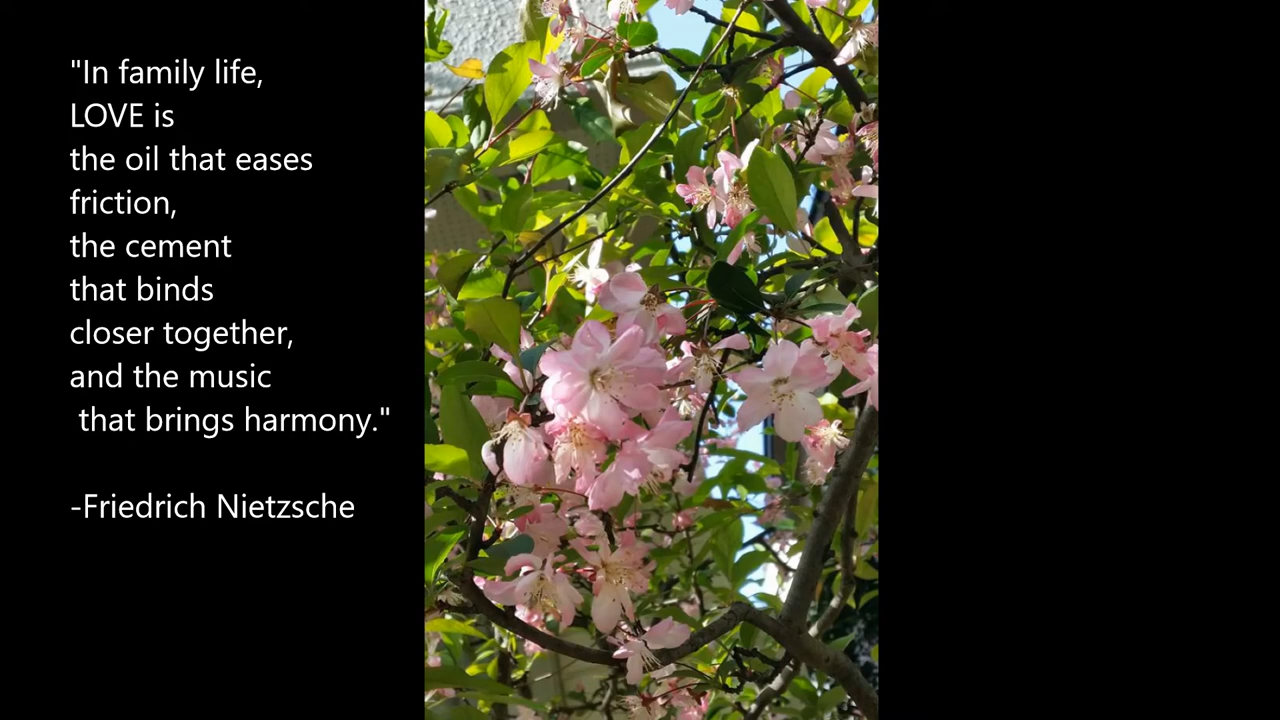 "In family life,
LOVE is
the oil that eases
friction,
the cement
that binds
closer together,
and the music
that brings harmony."
-Friedrich Nietzsche